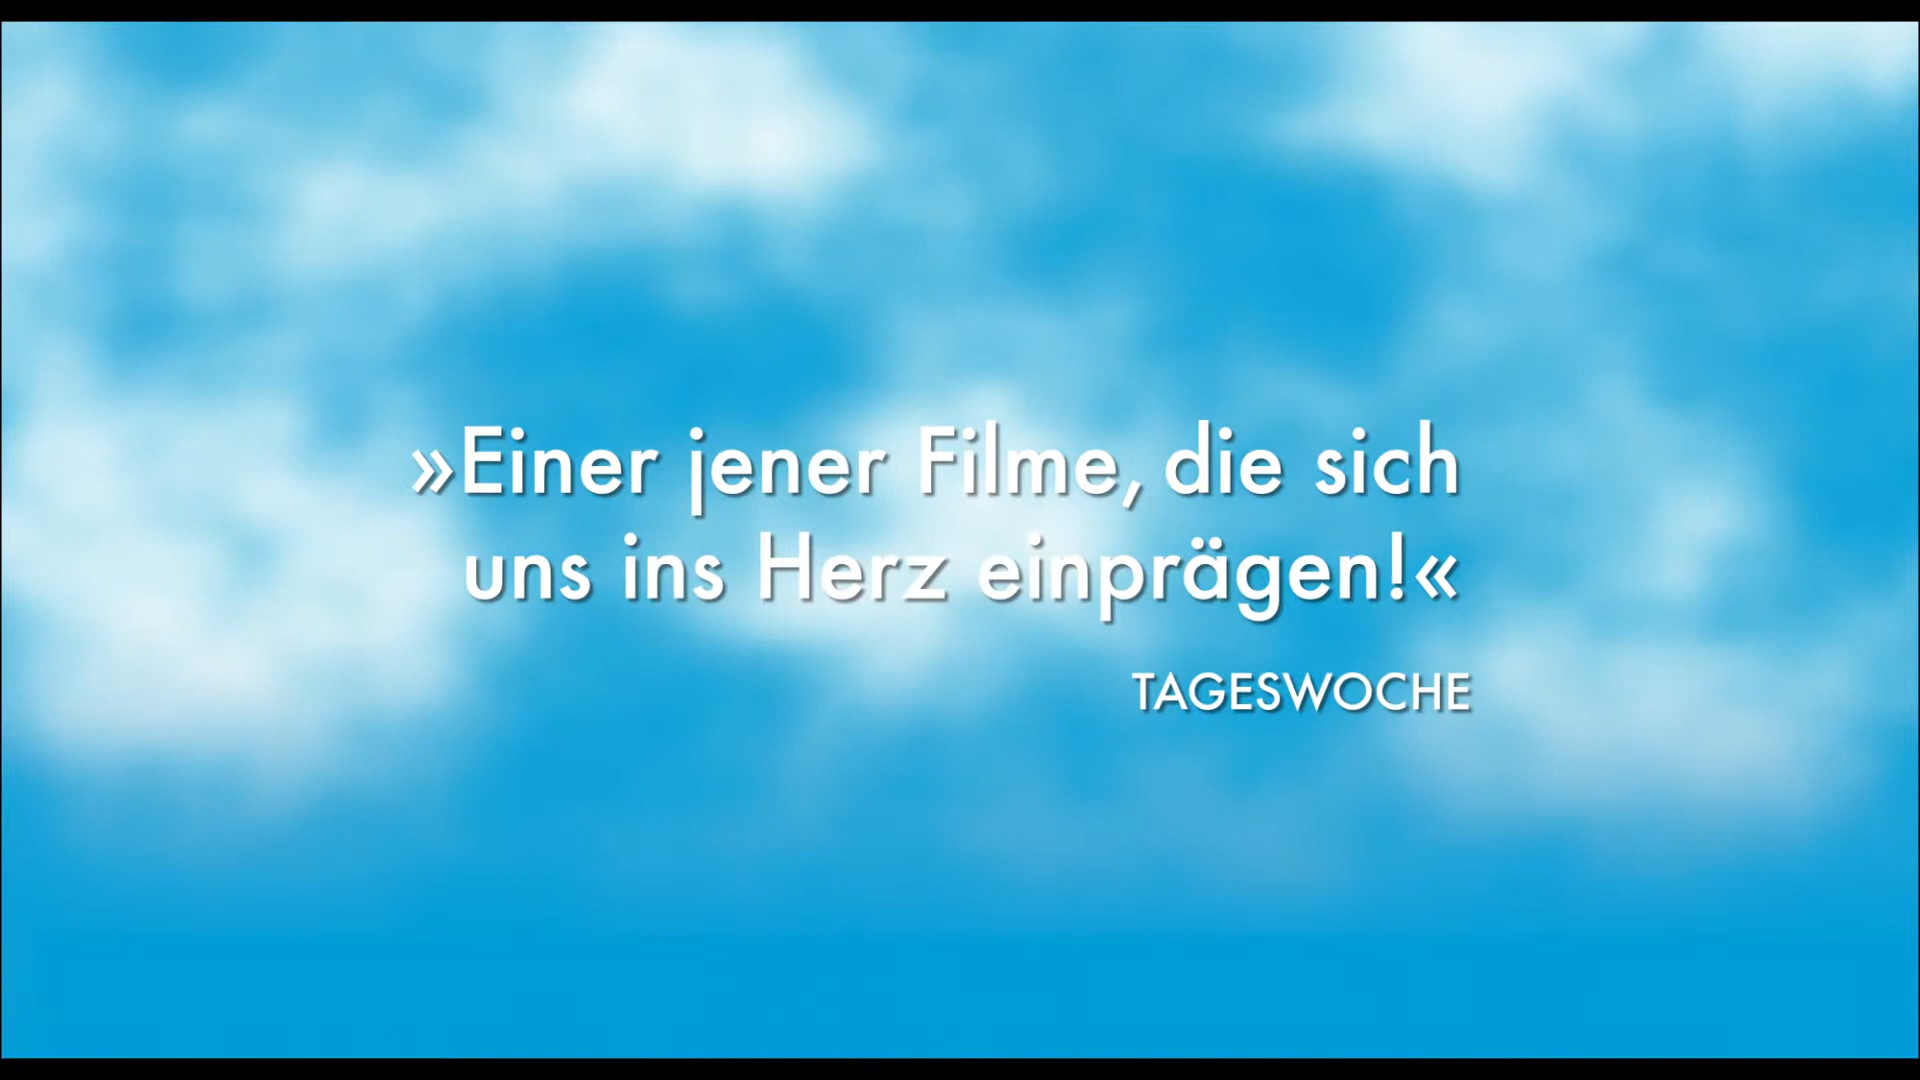 »Einer jener Filme, die sich
uns ins Herz einprägen!«
TAGESWOCHE